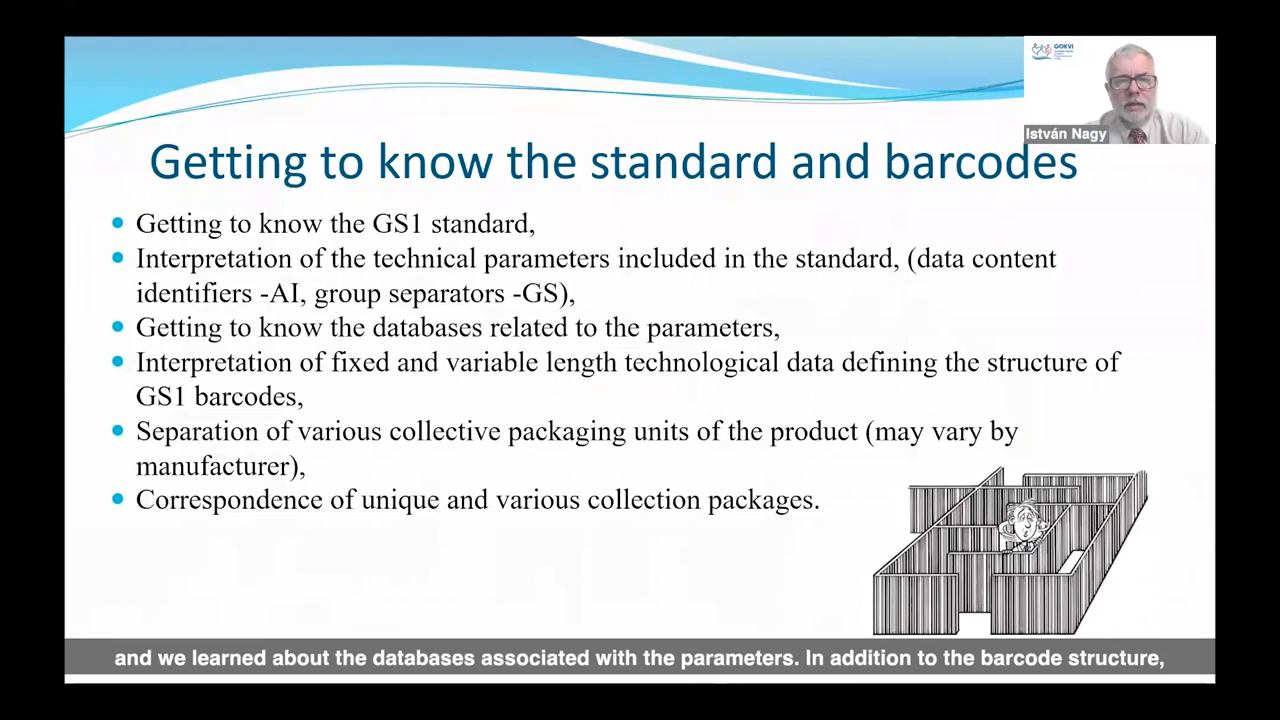 GOKVI
István Nagy
Getting to know the standard and barcodes
Getting to know the GS1 standard,
Interpretation of the technical parameters included in the standard, (data content
identifiers -AI, group separators -GS),
Getting to know the databases related to the parameters,
Interpretation of fixed and variable length technological data defining the structure of
GS1 barcodes,
Separation of various collective packaging units of the product (may vary by
manufacturer),
Correspondence of unique and various collection packages.
and we learned about the databases associated with the parameters. In addition to the barcode structure,